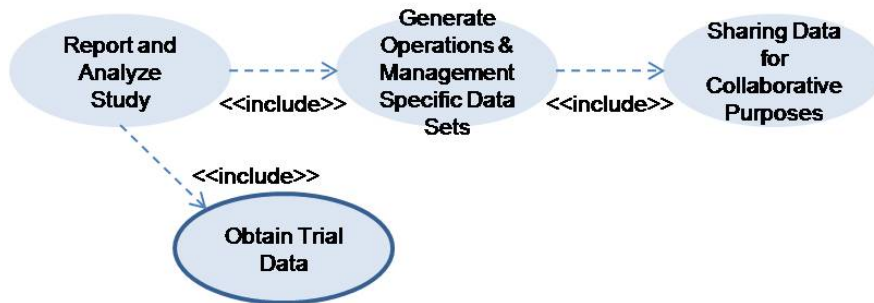 Report and
Analyze
Study
Generate
Operations &
Management
Specific Data
Sets
Sharing Data
for
Collaborative
Purposes
<<include>>
<<include>>
<<include>>
Obtain Trial
Data